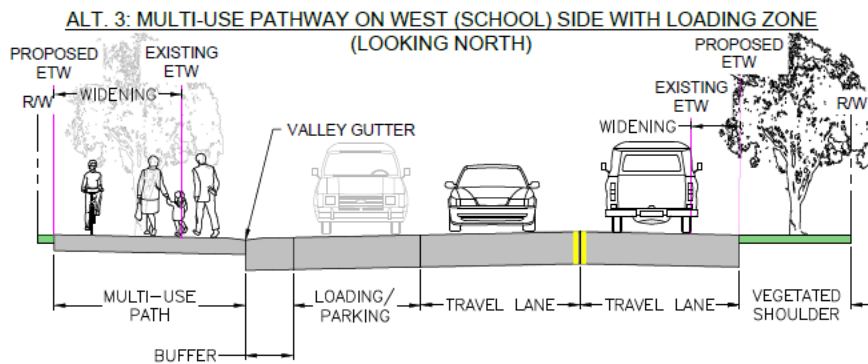 ALT. 3: MULTI-USE PATHWAY ON WEST (SCHOOL) SIDE WITH LOADING ZONE
(LOOKING NORTH)
PROPOSED
ETW
EXISTING
ETW
R/W
WIDENING
VALLEY GUTTER
PROPOSED
ETW
EXISTING
ETW
R/W
WIDENING
MULTI-USE
PATH
BUFFER
LOADING/
PARKING
TRAVEL LANE
TRAVEL LANE
VEGETATED
SHOULDER